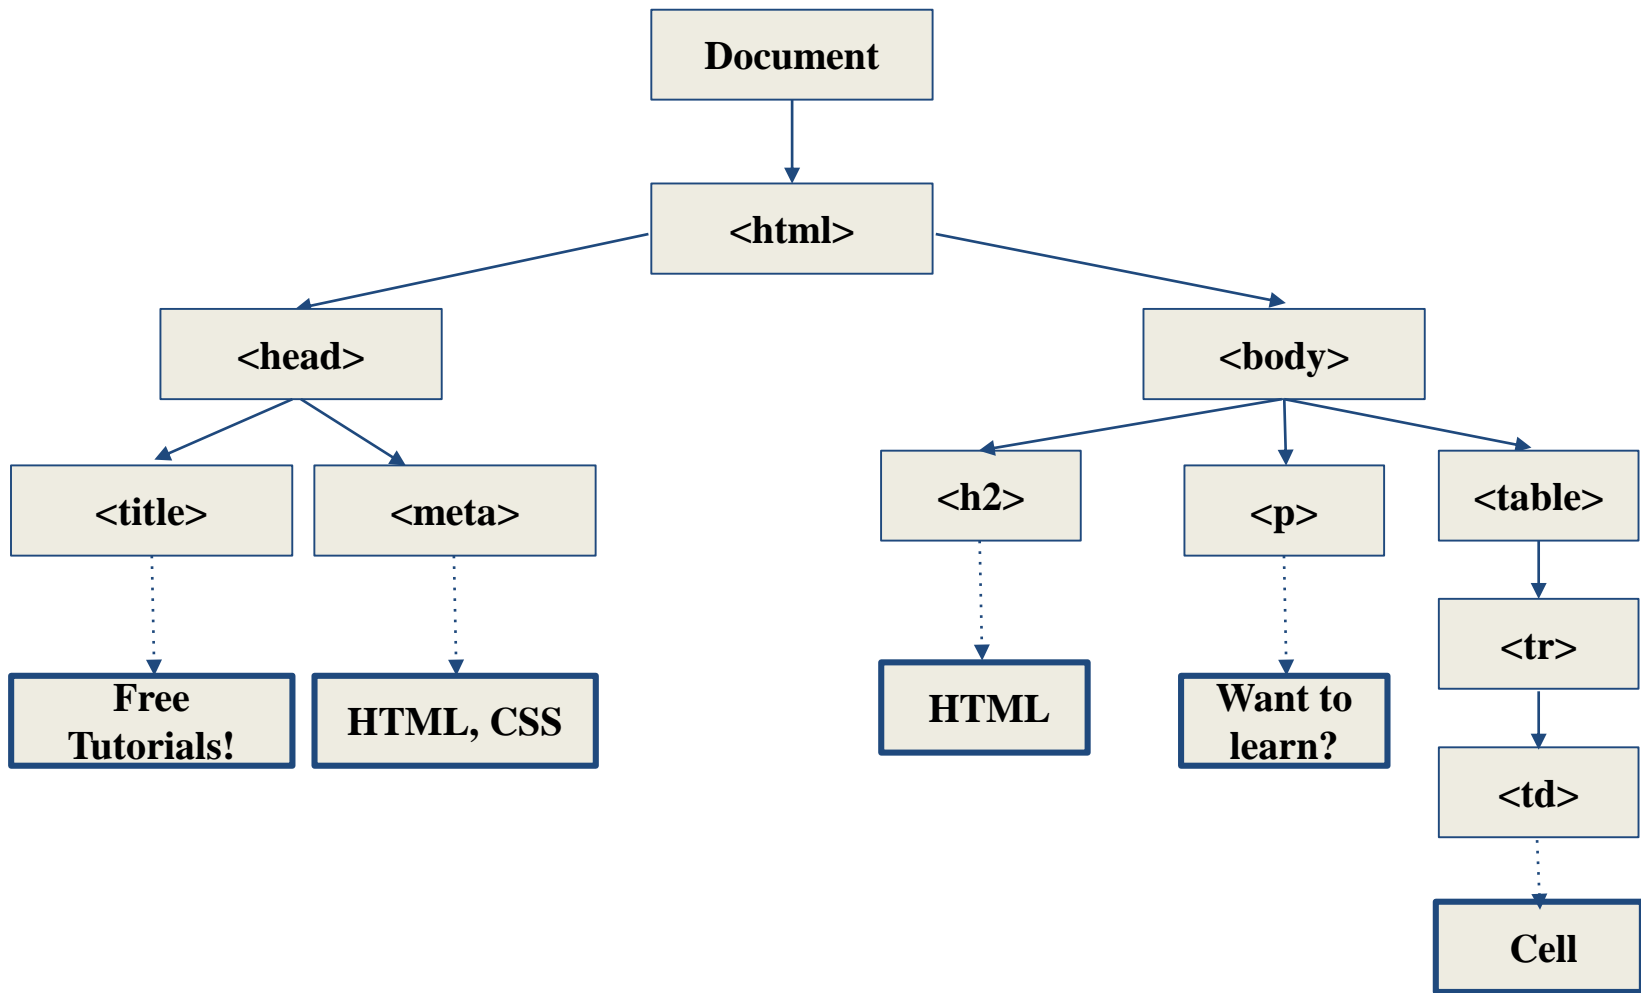 Document
<html>
<head>
<body>
<title>
<meta>
<h2>
<p>
<table>
<tr>
Free
Tutorials!
HTML, CSS
HTML
Want to
learn?
<td>
Cell